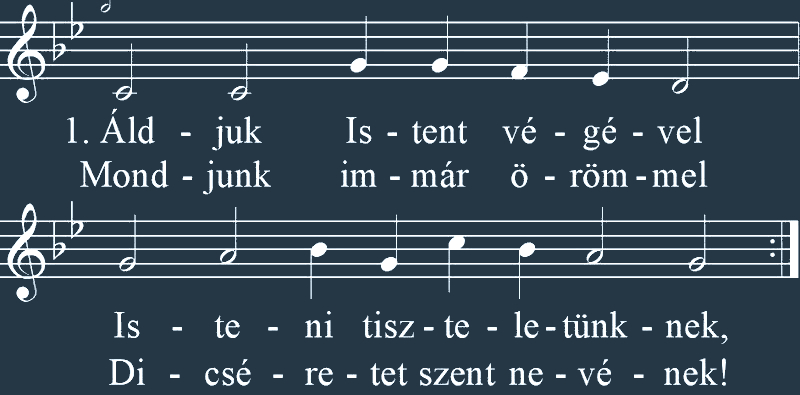 1. Áld - juk Is - tent vé - gé - vel
Mond - junk im - már ö - röm - mel
Is - te - ni tisz - te - le - tünk - nek,
Di - csé - re - tet szent ne - vé - nek!